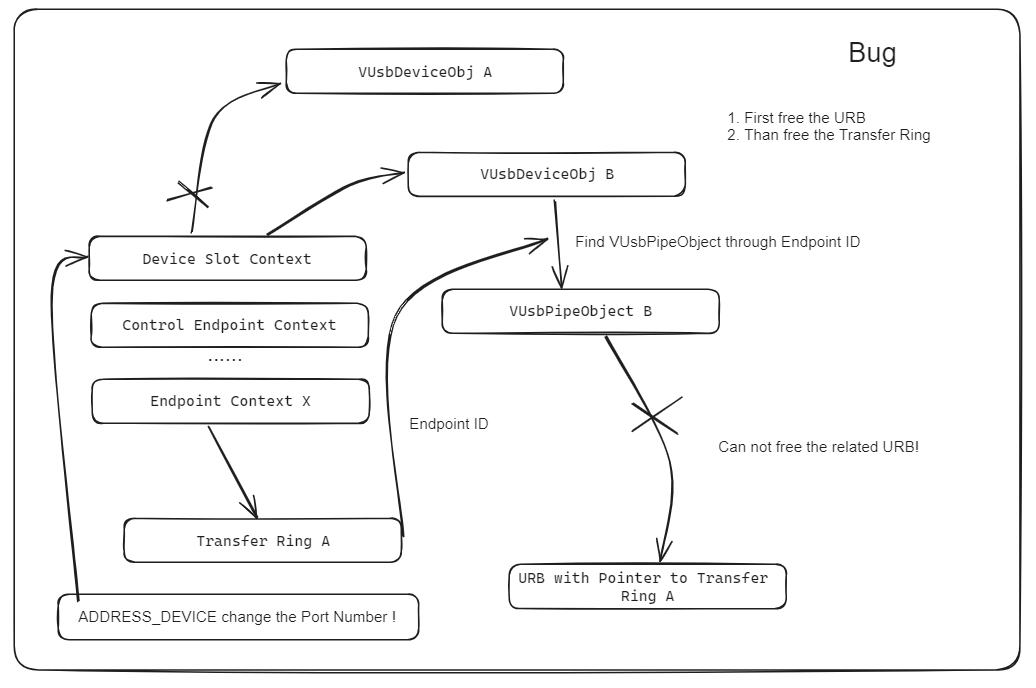 Bug
VUsbDeviceObj A
1. First free the URB
2. Than free the Transfer Ring
VUsbDeviceObj B
Find VUsbPipeObject through Endpoint ID
Device Slot Context
VUsbPipeObject B
Control Endpoint Context
......
Endpoint Context X
Endpoint ID
Can not free the related URB!
Transfer Ring A
URB with Pointer to Transfer
Ring A
ADDRESS_DEVICE change the Port Number !